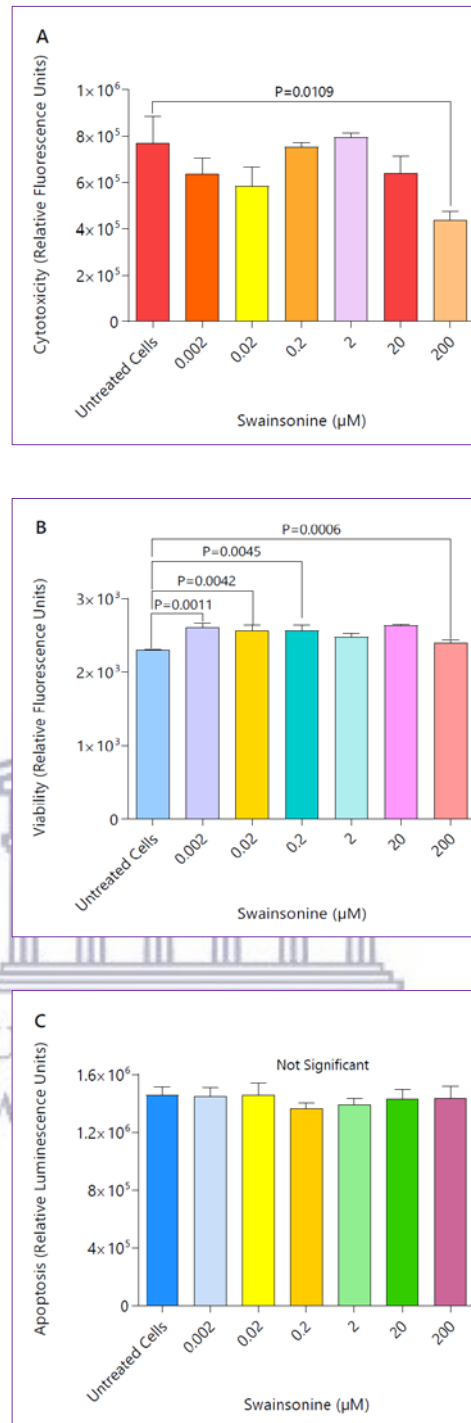 A
P=0.0109
Cytotoxicity (Relative Fluorescence Units)
1×10⁶
8×10⁵
6×10⁵
4×10⁵
2×10⁵
0
Untreated Cells
0.002
0.02
0.2
2
20
200
Swainsonine (µM)
B
P=0.0006
P=0.0045
P=0.0042
P=0.0011
Viability (Relative Fluorescence Units)
3×10³
2×10³
1×10³
0
Untreated Cells
0.002
0.02
0.2
2
20
200
Swainsonine (µM)
C
Not Significant
Apoptosis (Relative Luminescence Units)
1.6×10⁶
1.2×10⁶
8×10⁵
4×10⁵
0
Untreated Cells
0.002
0.02
0.2
2
20
200
Swainsonine (µM)